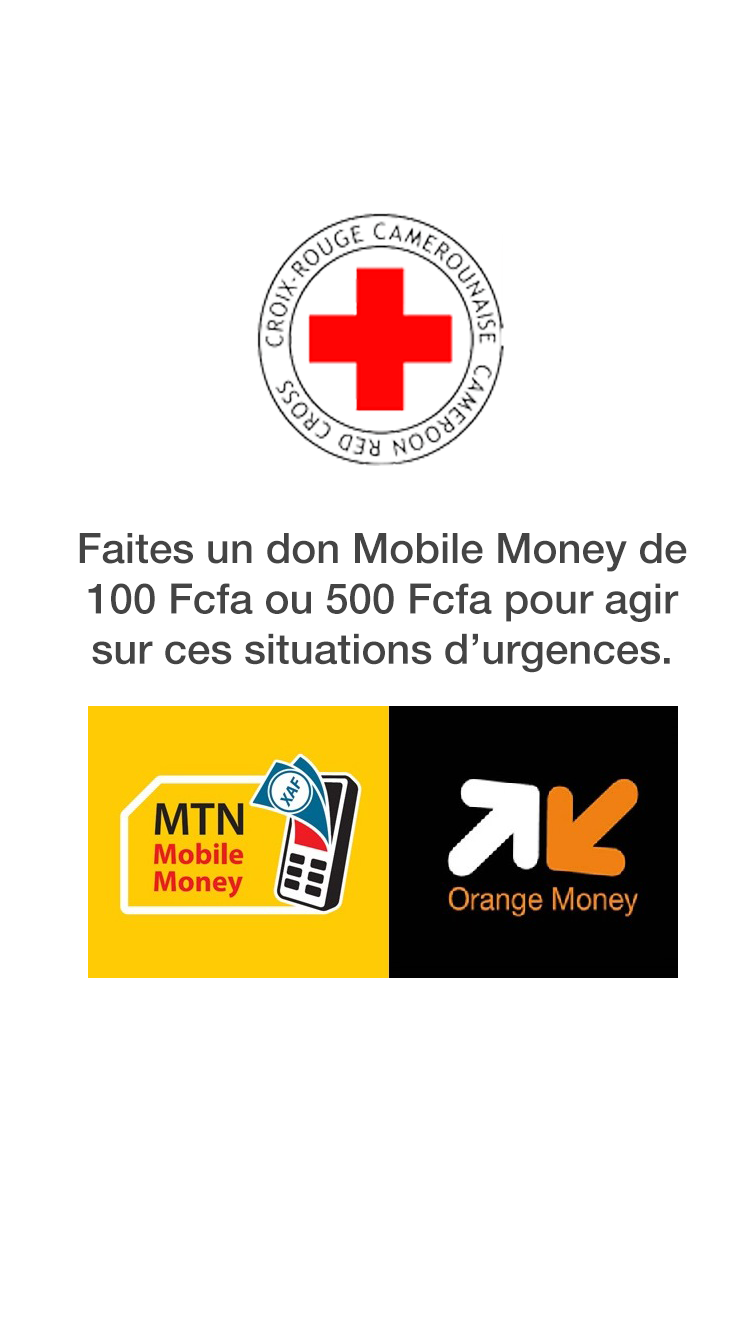 CROIX-ROUGE CAMEROUNAISE
CAMEROON RED CROSS
Faites un don Mobile Money de
100 Fcfa ou 500 Fcfa pour agir
sur ces situations d’urgences.
XAF
MTN
Mobile
Money
Orange Money